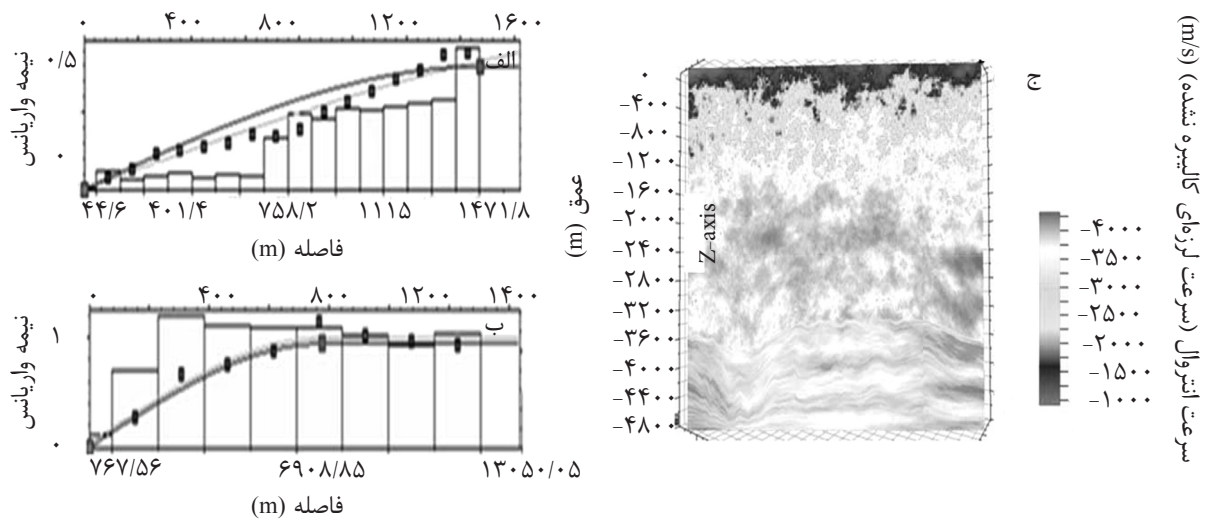 ۰ ۴۰۰ ۸۰۰ ۱۲۰۰ ۱۶۰۰
الف
۰/۵
۰
نیمه واریانس
۴۴/۶ ۴۰۱/۴ ۷۵۸/۲ ۱۱۱۵ ۱۴۷۱/۸
فاصله (m)
۰ ۴۰۰ ۸۰۰ ۱۲۰۰ ۱۴۰۰
ب
۱
۰
نیمه واریانس
۷۶۷/۵۶ ۶۹۰۸/۸۵ ۱۳۰۵۰/۰۵
فاصله (m)
ج
۰
-۴۰۰
-۸۰۰
-۱۲۰۰
-۱۶۰۰
-۲۰۰۰
-۲۴۰۰
-۲۸۰۰
-۳۲۰۰
-۳۶۰۰
-۴۰۰۰
-۴۴۰۰
-۴۸۰۰
عمق (m)
Z-axis
-۴۰۰۰
-۳۵۰۰
-۳۰۰۰
-۲۵۰۰
-۲۰۰۰
-۱۵۰۰
-۱۰۰۰
سرعت انتروال (سرعت لرزه‌ای کالیبره نشده) (m/s)